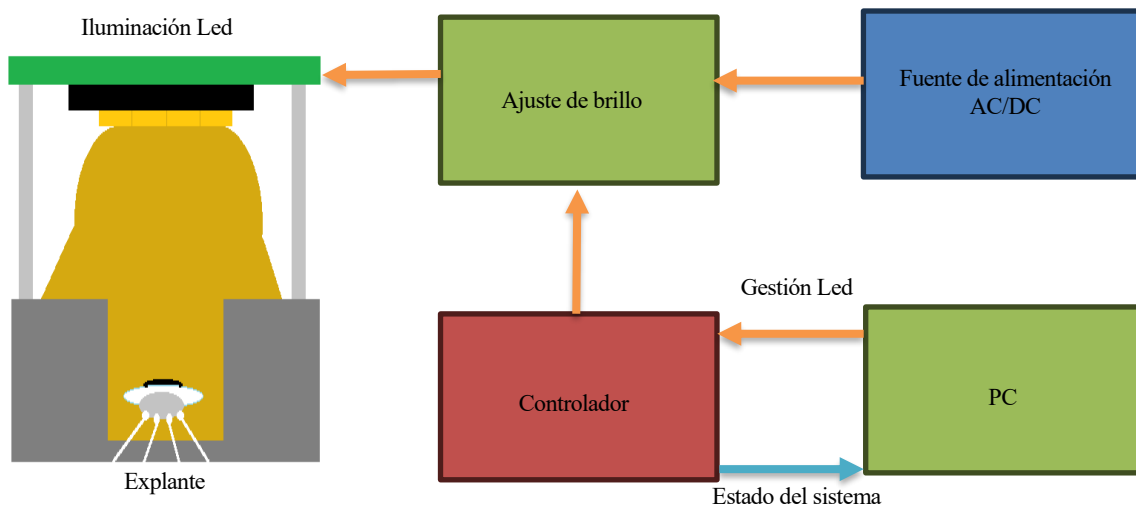 Iluminación Led
Ajuste de brillo
Fuente de alimentación
AC/DC
Gestión Led
Controlador
PC
Explante
Estado del sistema